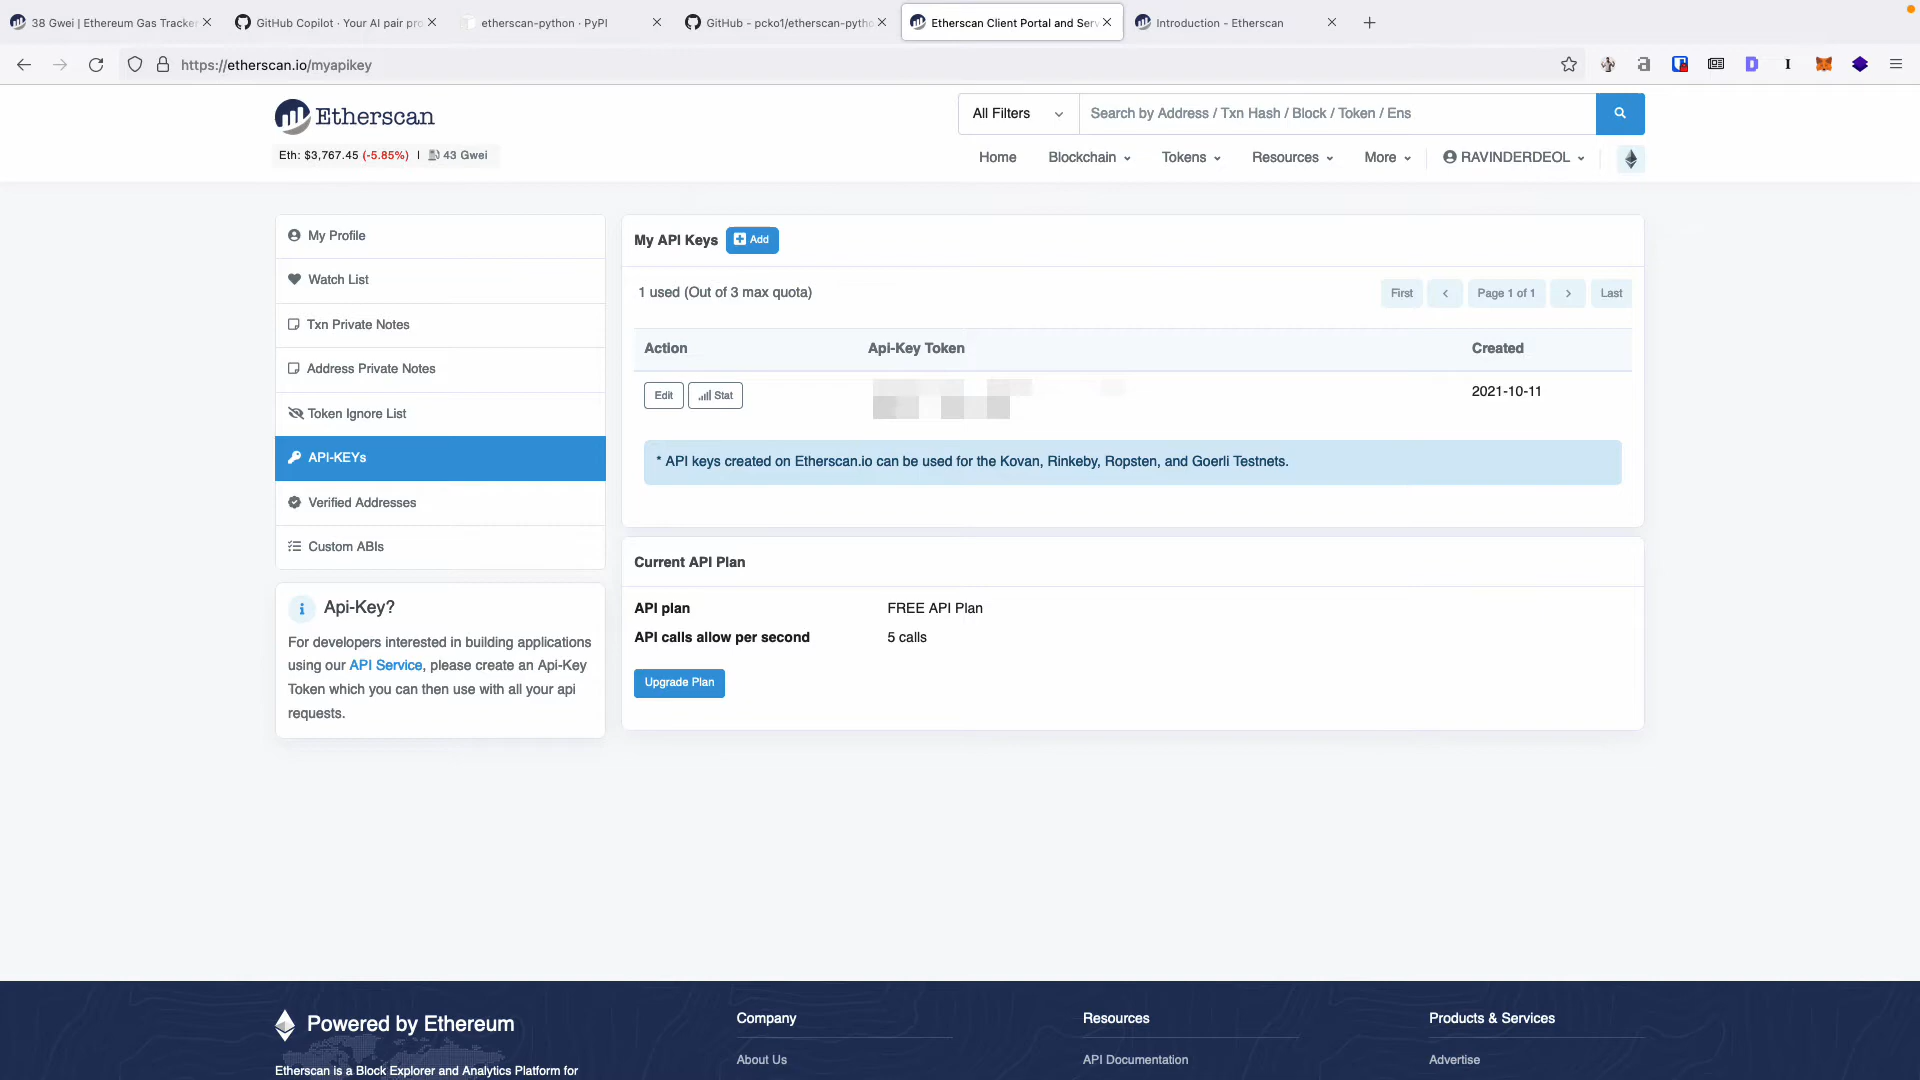 38 Gwei | Ethereum Gas Tracker
GitHub Copilot · Your AI pair pro
etherscan-python · PyPI
GitHub - pcko1/etherscan-pytho
Etherscan Client Portal and Serv
Introduction - Etherscan
https://etherscan.io/myapikey
Etherscan
All Filters
Search by Address / Txn Hash / Block / Token / Ens
Eth: $3,767.45 (-5.85%) | 43 Gwei
Home
Blockchain
Tokens
Resources
More
RAVINDERDEOL
My Profile
Watch List
Txn Private Notes
Address Private Notes
Token Ignore List
API-KEYs
Verified Addresses
Custom ABIs
Api-Key?
For developers interested in building applications
using our API Service, please create an Api-Key
Token which you can then use with all your api
requests.
My API Keys
Add
1 used (Out of 3 max quota)
First
Page 1 of 1
Last
Action
Api-Key Token
Created
Edit
Stat
2021-10-11
* API keys created on Etherscan.io can be used for the Kovan, Rinkeby, Ropsten, and Goerli Testnets.
Current API Plan
API plan
FREE API Plan
API calls allow per second
5 calls
Upgrade Plan
Powered by Ethereum
Etherscan is a Block Explorer and Analytics Platform for
Company
About Us
Resources
API Documentation
Products & Services
Advertise